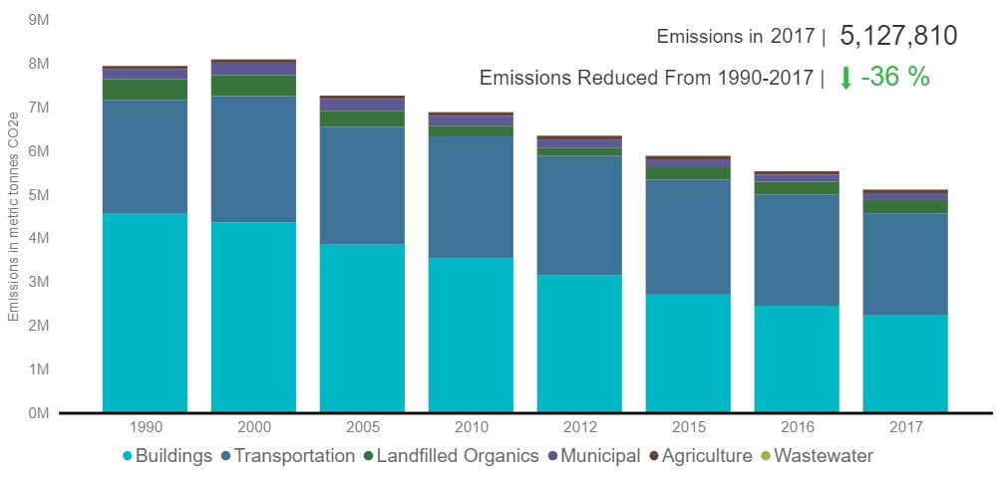 Emissions in 2017 | 5,127,810
Emissions Reduced From 1990-2017 | -36 %
Emissions in metric tonnes CO2e
9M
8M
7M
6M
5M
4M
3M
2M
1M
0M
1990 2000 2005 2010 2012 2015 2016 2017
Buildings Transportation Landfilled Organics Municipal Agriculture Wastewater